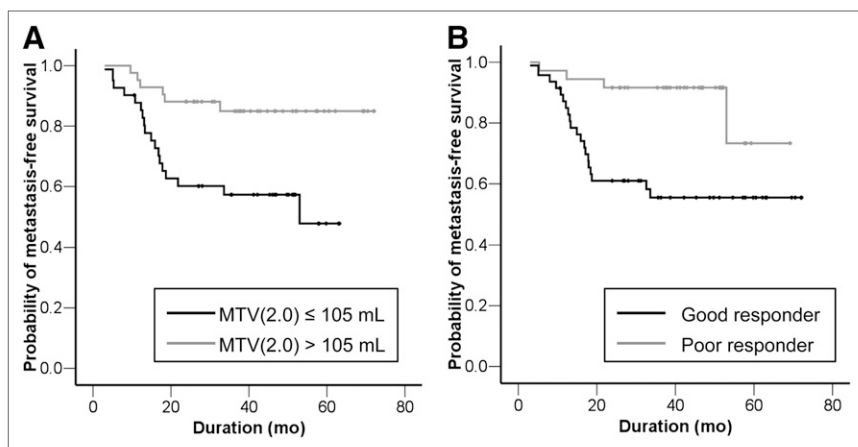 A
Probability of metastasis-free survival
1.0
0.8
0.6
0.4
0.2
0.0
MTV(2.0) ≤ 105 mL
MTV(2.0) > 105 mL
0 20 40 60 80
Duration (mo)
B
Probability of metastasis-free survival
1.0
0.8
0.6
0.4
0.2
0.0
Good responder
Poor responder
0 20 40 60 80
Duration (mo)